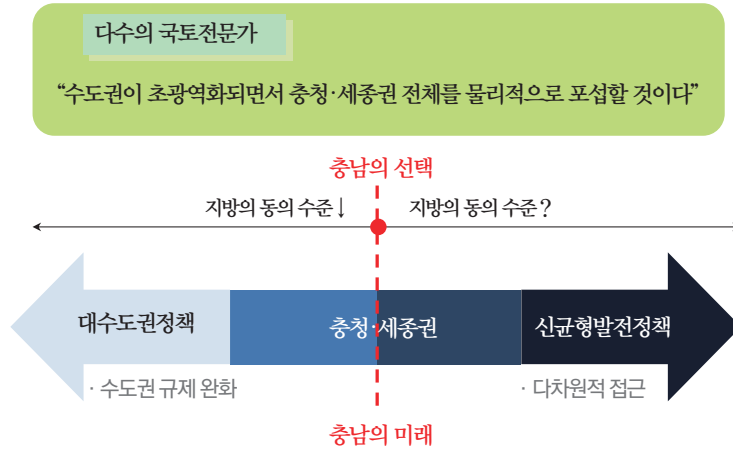 다수의 국토전문가
“수도권이 초광역화되면서 충청·세종권 전체를 물리적으로 포섭할 것이다”
충남의 선택
지방의 동의 수준↓ 지방의 동의 수준?
대수도권정책 충청·세종권 신균형발전정책
· 수도권 규제 완화 · 다차원적 접근
충남의 미래